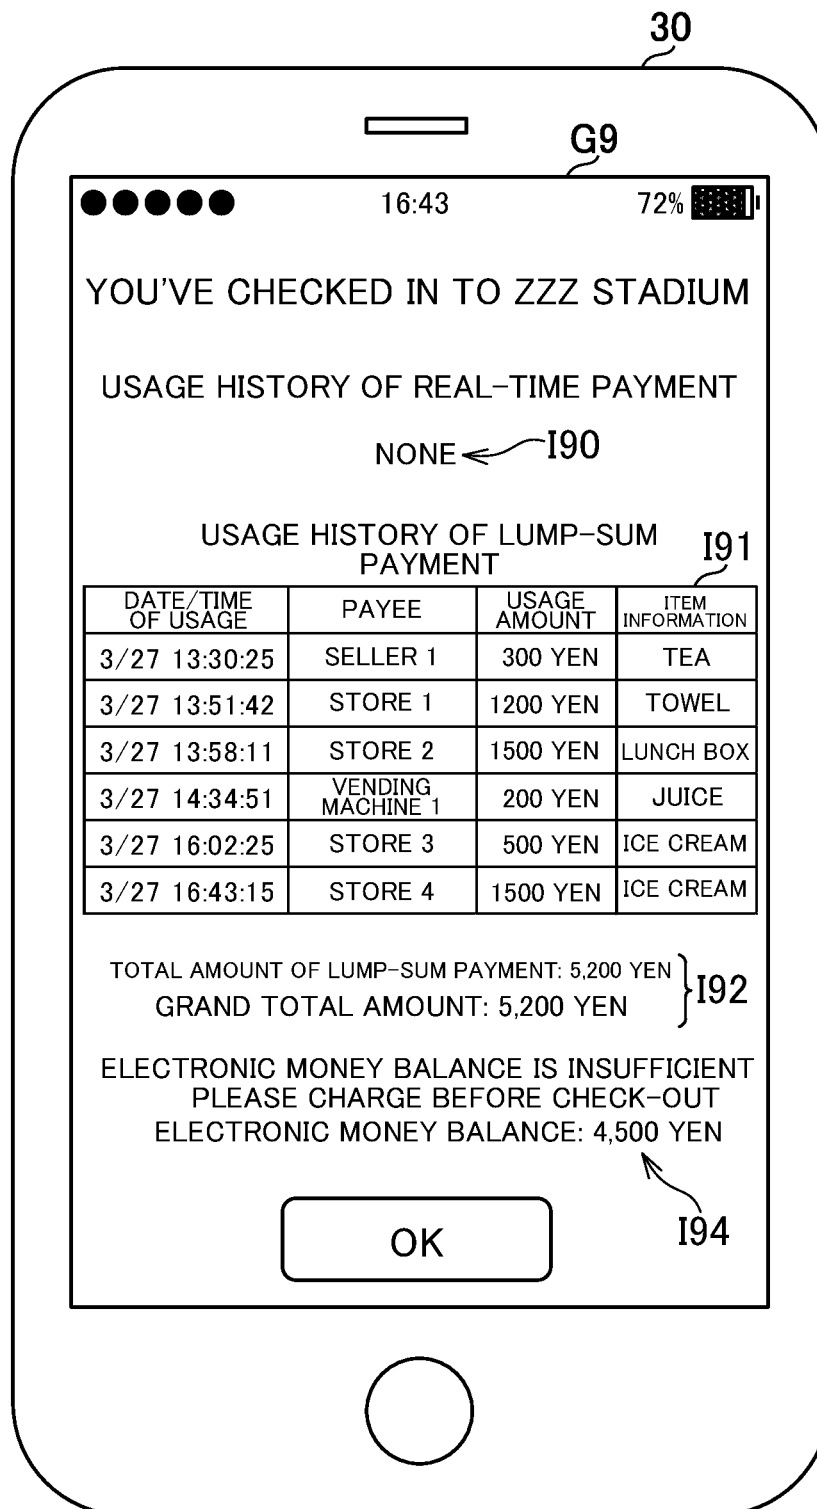 30
G9
16:43 72%
YOU'VE CHECKED IN TO ZZZ STADIUM
USAGE HISTORY OF REAL-TIME PAYMENT
NONE I90
USAGE HISTORY OF LUMP-SUM
PAYMENT
I91
DATE/TIME OF USAGE PAYEE USAGE AMOUNT ITEM INFORMATION
3/27 13:30:25 SELLER 1 300 YEN TEA
3/27 13:51:42 STORE 1 1200 YEN TOWEL
3/27 13:58:11 STORE 2 1500 YEN LUNCH BOX
3/27 14:34:51 VENDING MACHINE 1 200 YEN JUICE
3/27 16:02:25 STORE 3 500 YEN ICE CREAM
3/27 16:43:15 STORE 4 1500 YEN ICE CREAM
TOTAL AMOUNT OF LUMP-SUM PAYMENT: 5,200 YEN
GRAND TOTAL AMOUNT: 5,200 YEN
I92
ELECTRONIC MONEY BALANCE IS INSUFFICIENT
PLEASE CHARGE BEFORE CHECK-OUT
ELECTRONIC MONEY BALANCE: 4,500 YEN
I94
OK